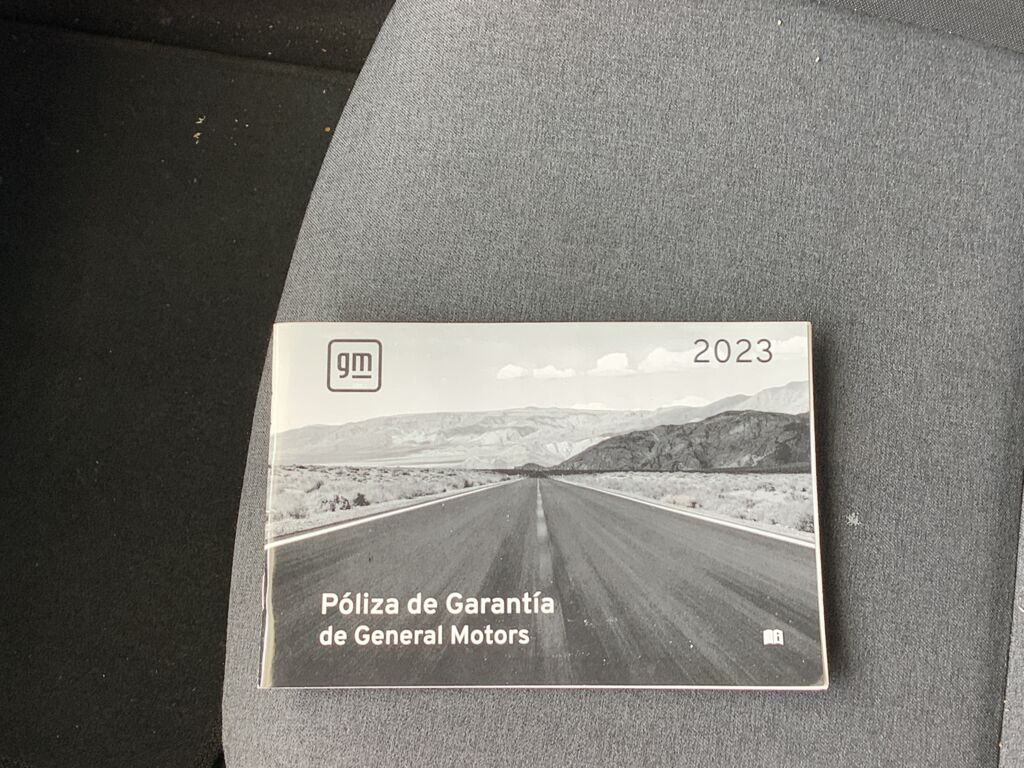 gm
2023
Póliza de Garantía
de General Motors